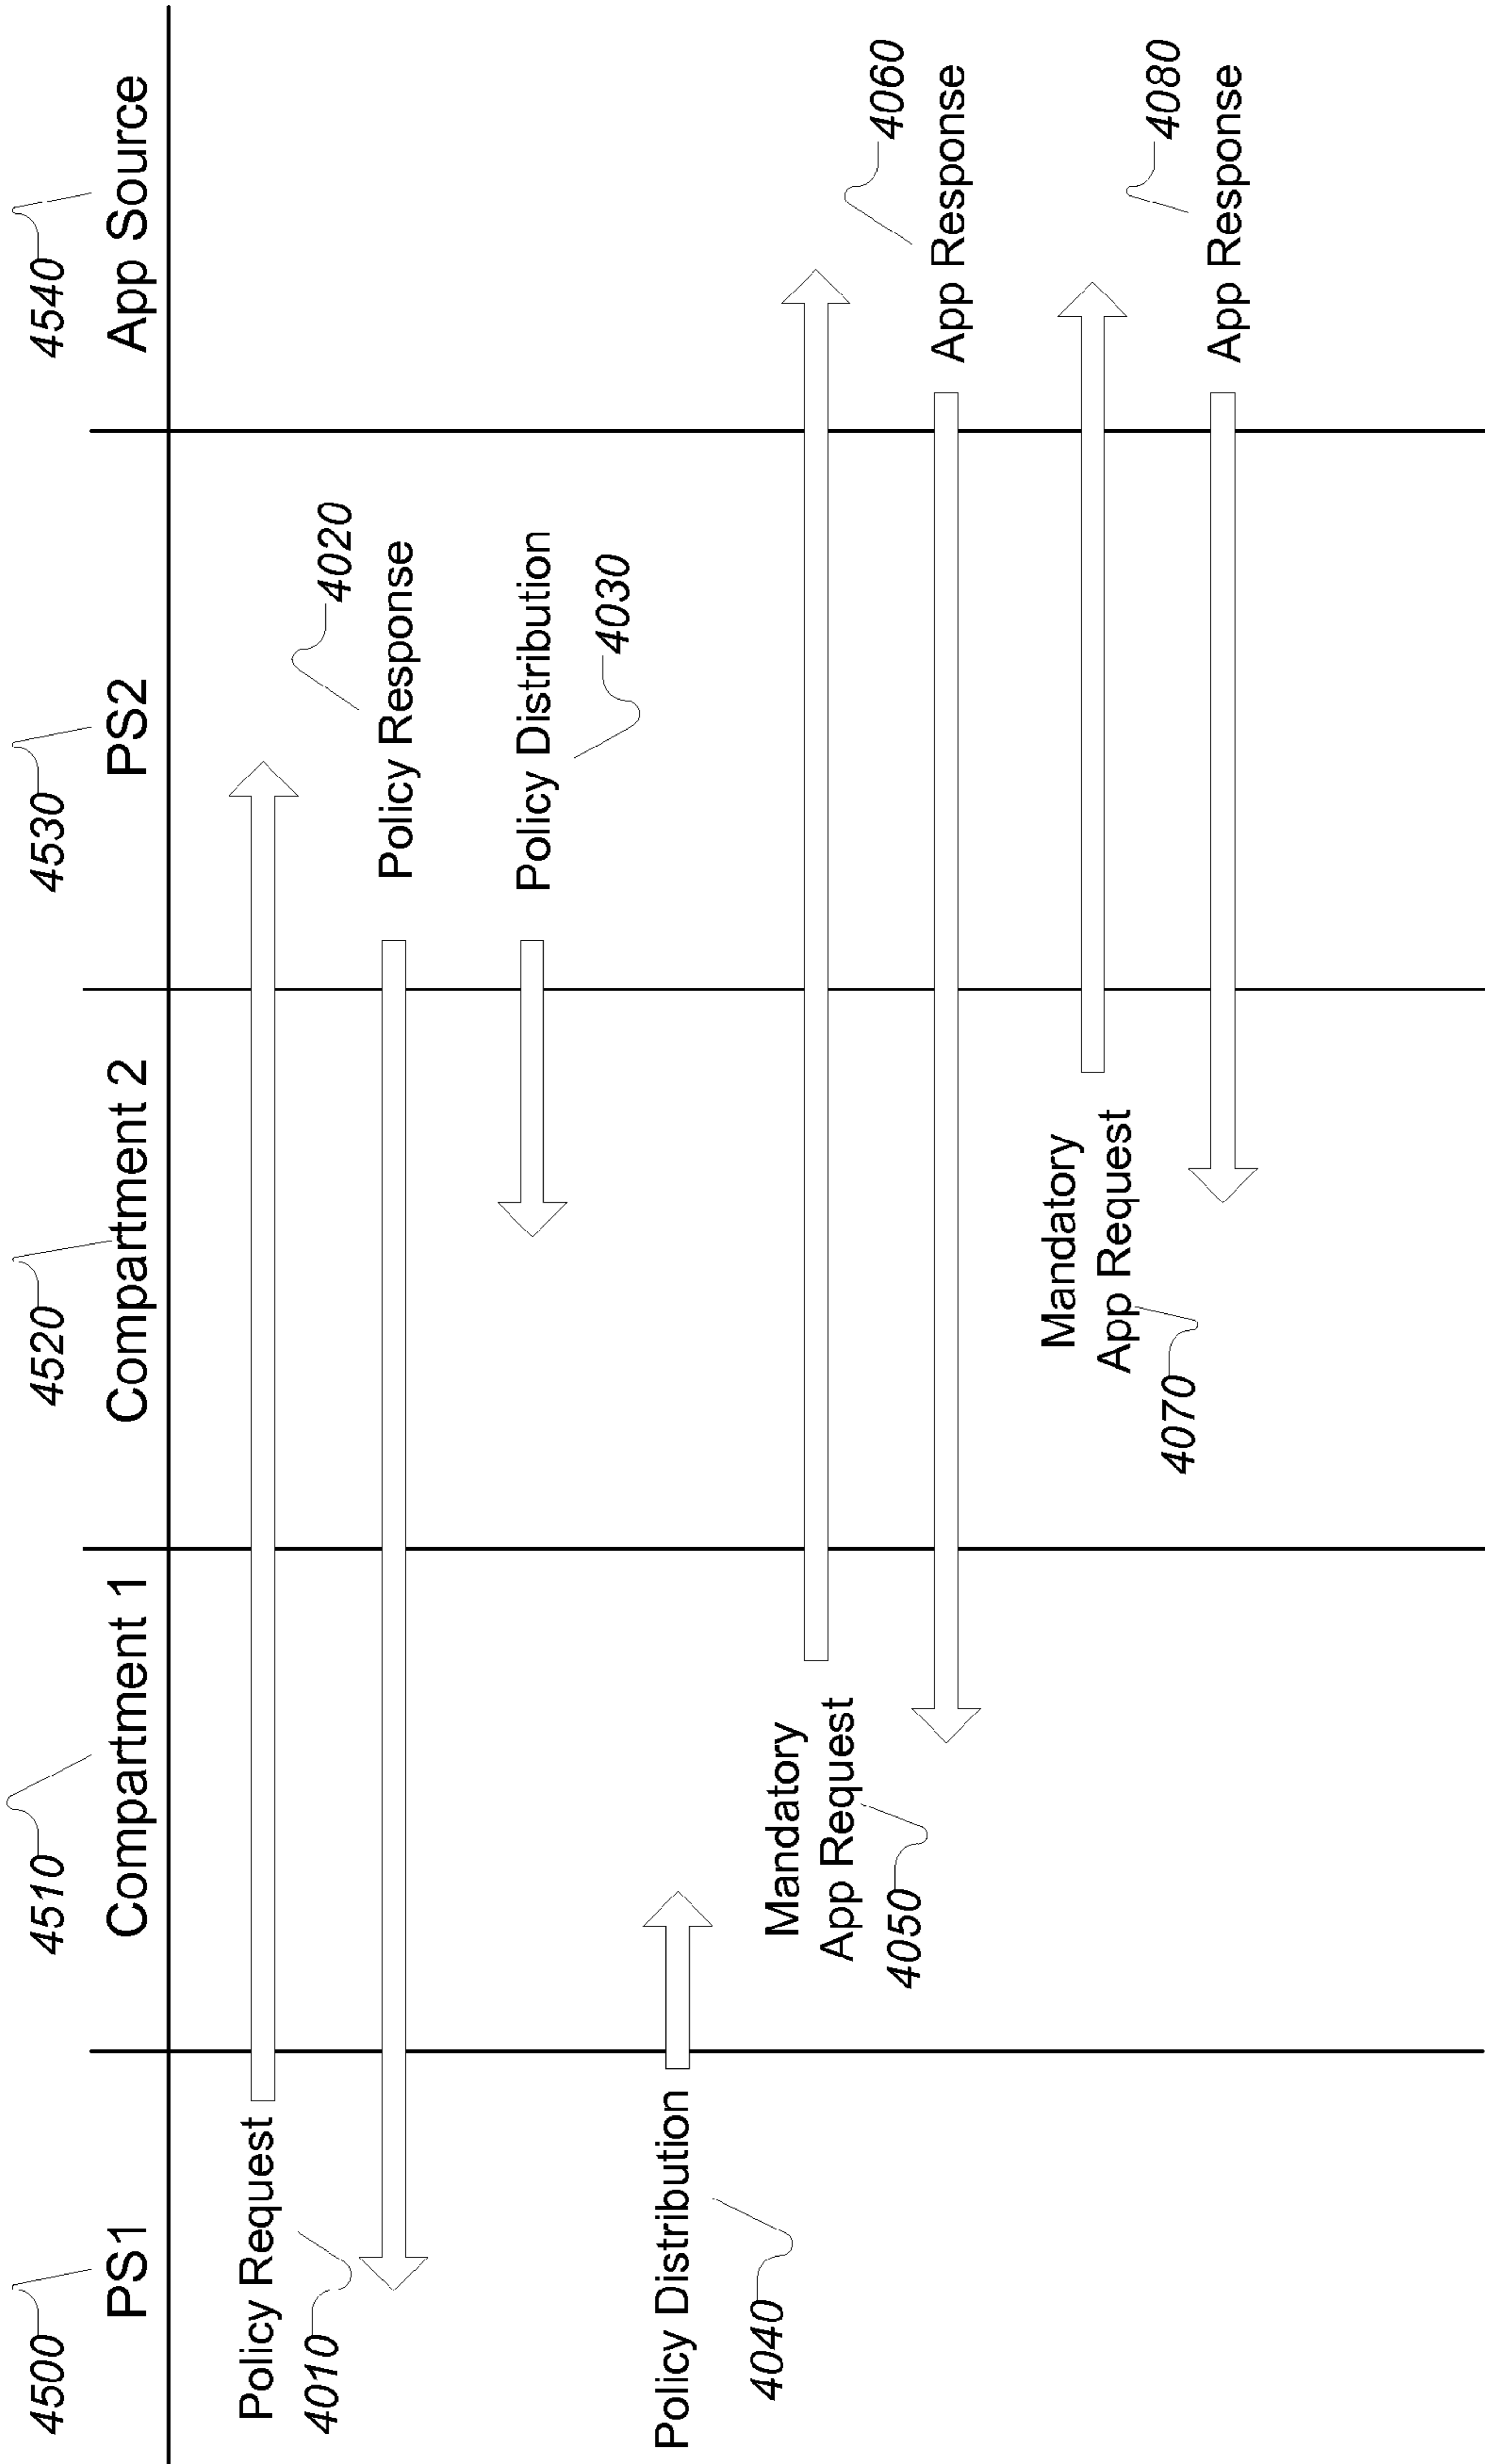 4500
4510
4520
4530
4540
PS1
Compartment 1
Compartment 2
PS2
App Source
Policy Request
4010
4020
Policy Response
Policy Distribution
4030
Policy Distribution
4040
Mandatory
App Request
4050
4060
App Response
Mandatory
App Request
4070
4080
App Response